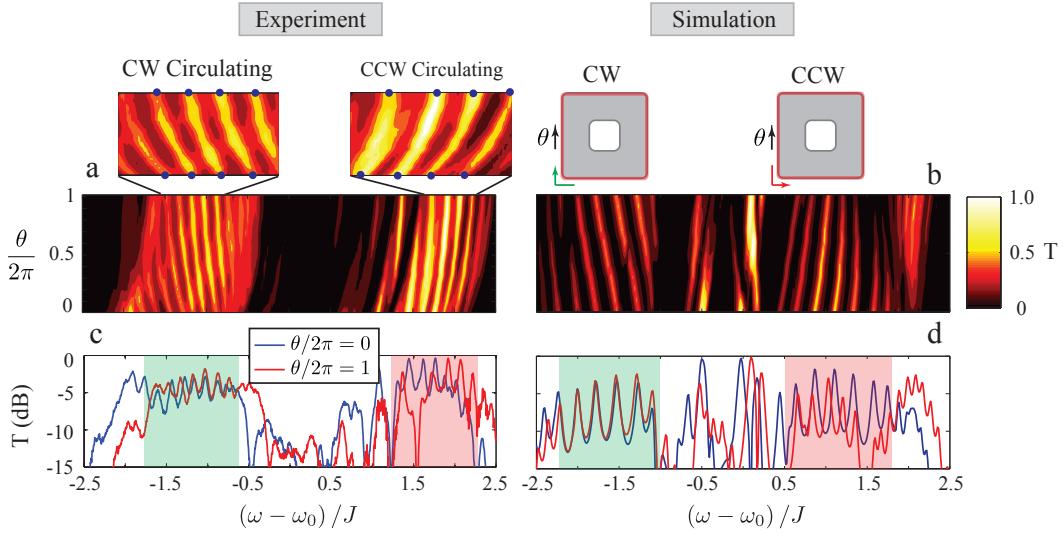 Experiment
Simulation
CW Circulating
CCW Circulating
CW
CCW
θ
θ
a
b
1
0.5
0
θ
2π
1.0
0.5
0
T
c
d
θ/2π = 0
θ/2π = 1
0
-5
-10
-15
T (dB)
-2.5 -1.5 -0.5 0.5 1.5 2.5
-2.5 -1.5 -0.5 0.5 1.5 2.5
(ω − ω₀) / J
(ω − ω₀) / J